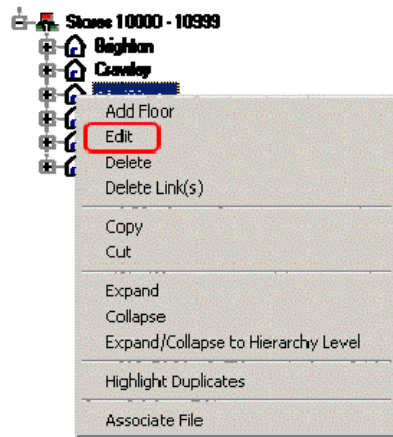 Stores 10000 - 10999
Brighton
Crawley
Add Floor
Edit
Delete
Delete Link(s)
Copy
Cut
Expand
Collapse
Expand/Collapse to Hierarchy Level
Highlight Duplicates
Associate File